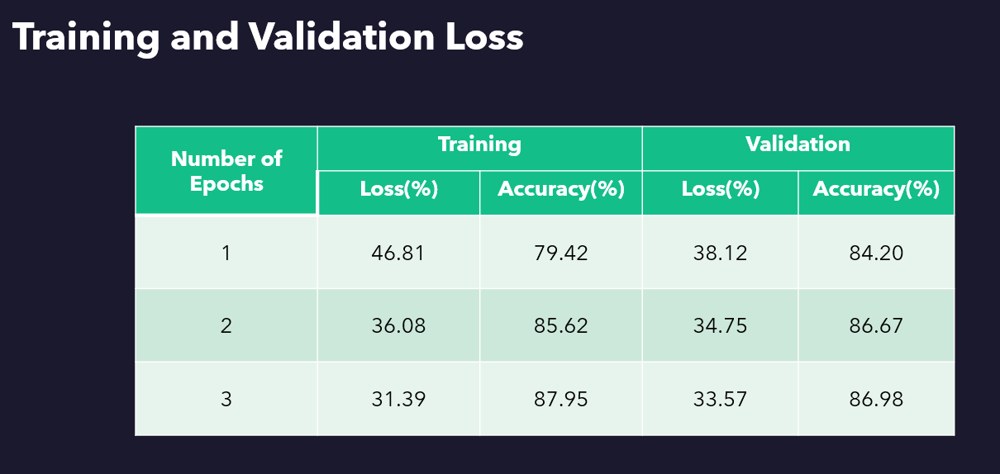 Training and Validation Loss
Number of
Epochs
Training
Validation
Loss(%)
Accuracy(%)
Loss(%)
Accuracy(%)
1
46.81
79.42
38.12
84.20
2
36.08
85.62
34.75
86.67
3
31.39
87.95
33.57
86.98